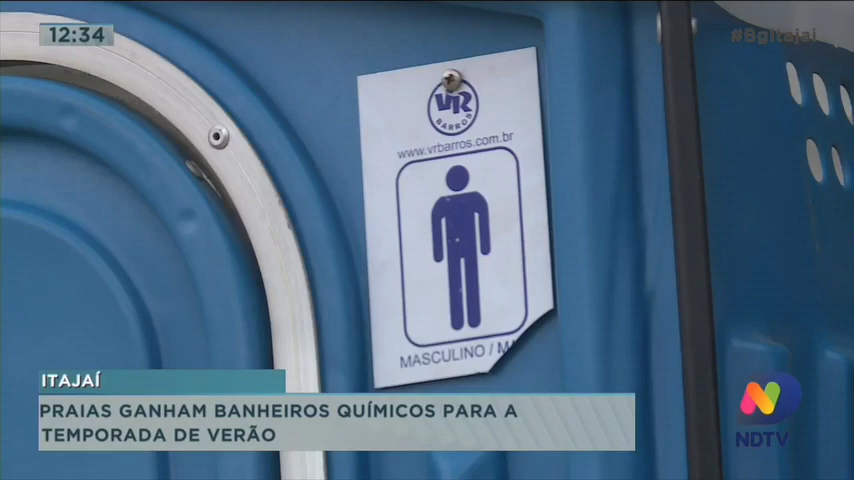 12:34
#BgItajaí
VR
BARROS
www.vrbarros.com.br
MASCULINO / M
ITAJAÍ
PRAIAS GANHAM BANHEIROS QUÍMICOS PARA A
TEMPORADA DE VERÃO
NDTV